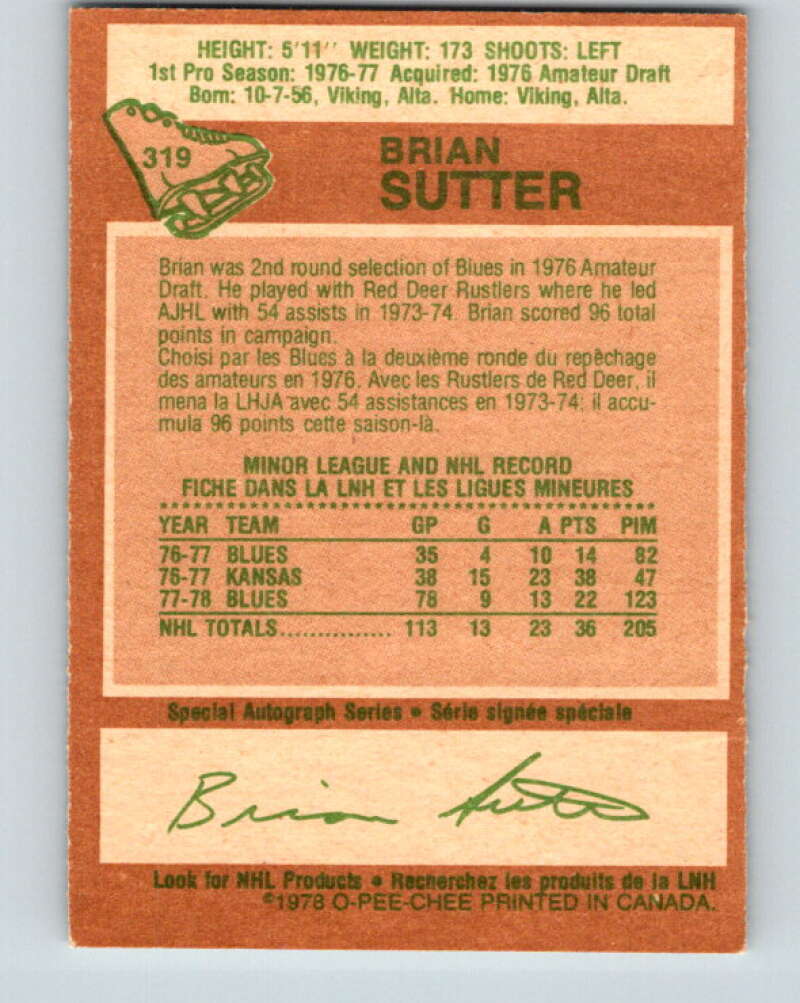 HEIGHT: 5'11'' WEIGHT: 173 SHOOTS: LEFT
1st Pro Season: 1976-77 Acquired: 1976 Amateur Draft
Born: 10-7-56, Viking, Alta. Home: Viking, Alta.
319
BRIAN
SUTTER
Brian was 2nd round selection of Blues in 1976 Amateur
Draft. He played with Red Deer Rustlers where he led
AJHL with 54 assists in 1973-74. Brian scored 96 total
points in campaign.
Choisi par les Blues à la deuxième ronde du repêchage
des amateurs en 1976. Avec les Rustlers de Red Deer, il
mena la LHJA avec 54 assistances en 1973-74; il accu-
mula 96 points cette saison-là.
MINOR LEAGUE AND NHL RECORD
FICHE DANS LA LNH ET LES LIGUES MINEURES
YEAR TEAM GP G A PTS PIM
76-77 BLUES 35 4 10 14 82
76-77 KANSAS 38 15 23 38 47
77-78 BLUES 78 9 13 22 123
NHL TOTALS............... 113 13 23 36 205
Special Autograph Series • Série signée spéciale
Brian Sutter
Look for NHL Products • Recherchez les produits de la LNH
©1978 O-PEE-CHEE PRINTED IN CANADA.